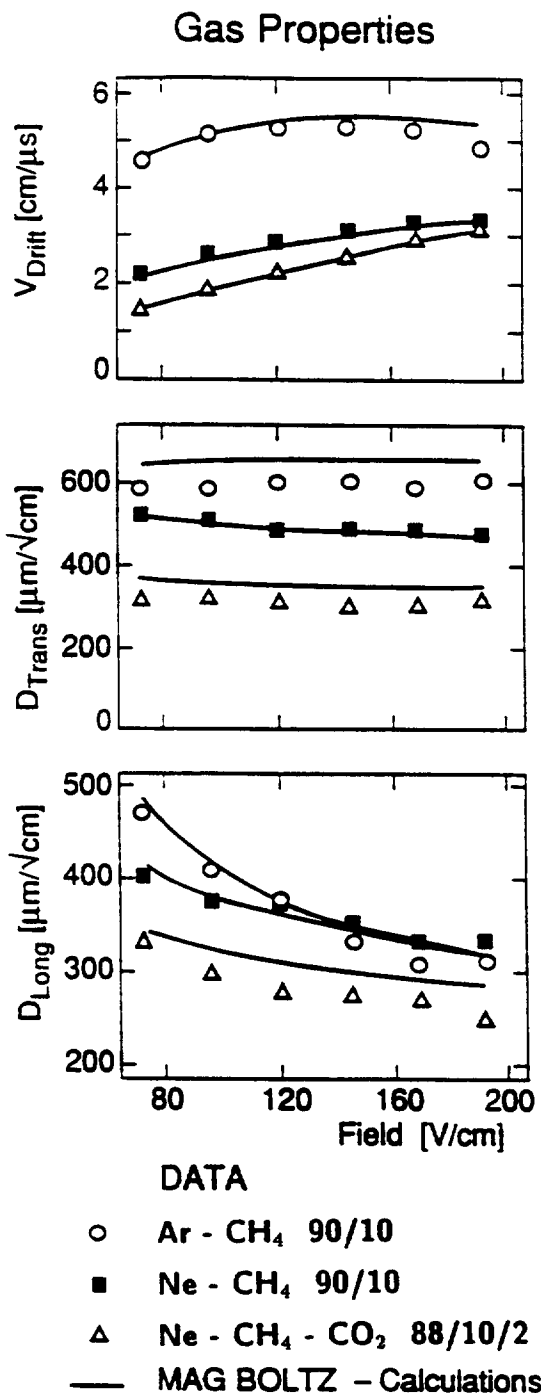 Gas Properties
6
4
2
0
V_Drift [cm/μs]
600
400
200
0
D_Trans [μm/√cm]
500
400
300
200
D_Long [μm/√cm]
80 120 160 200
Field [V/cm]
DATA
○ Ar - CH₄ 90/10
■ Ne - CH₄ 90/10
△ Ne - CH₄ - CO₂ 88/10/2
— MAG BOLTZ – Calculations